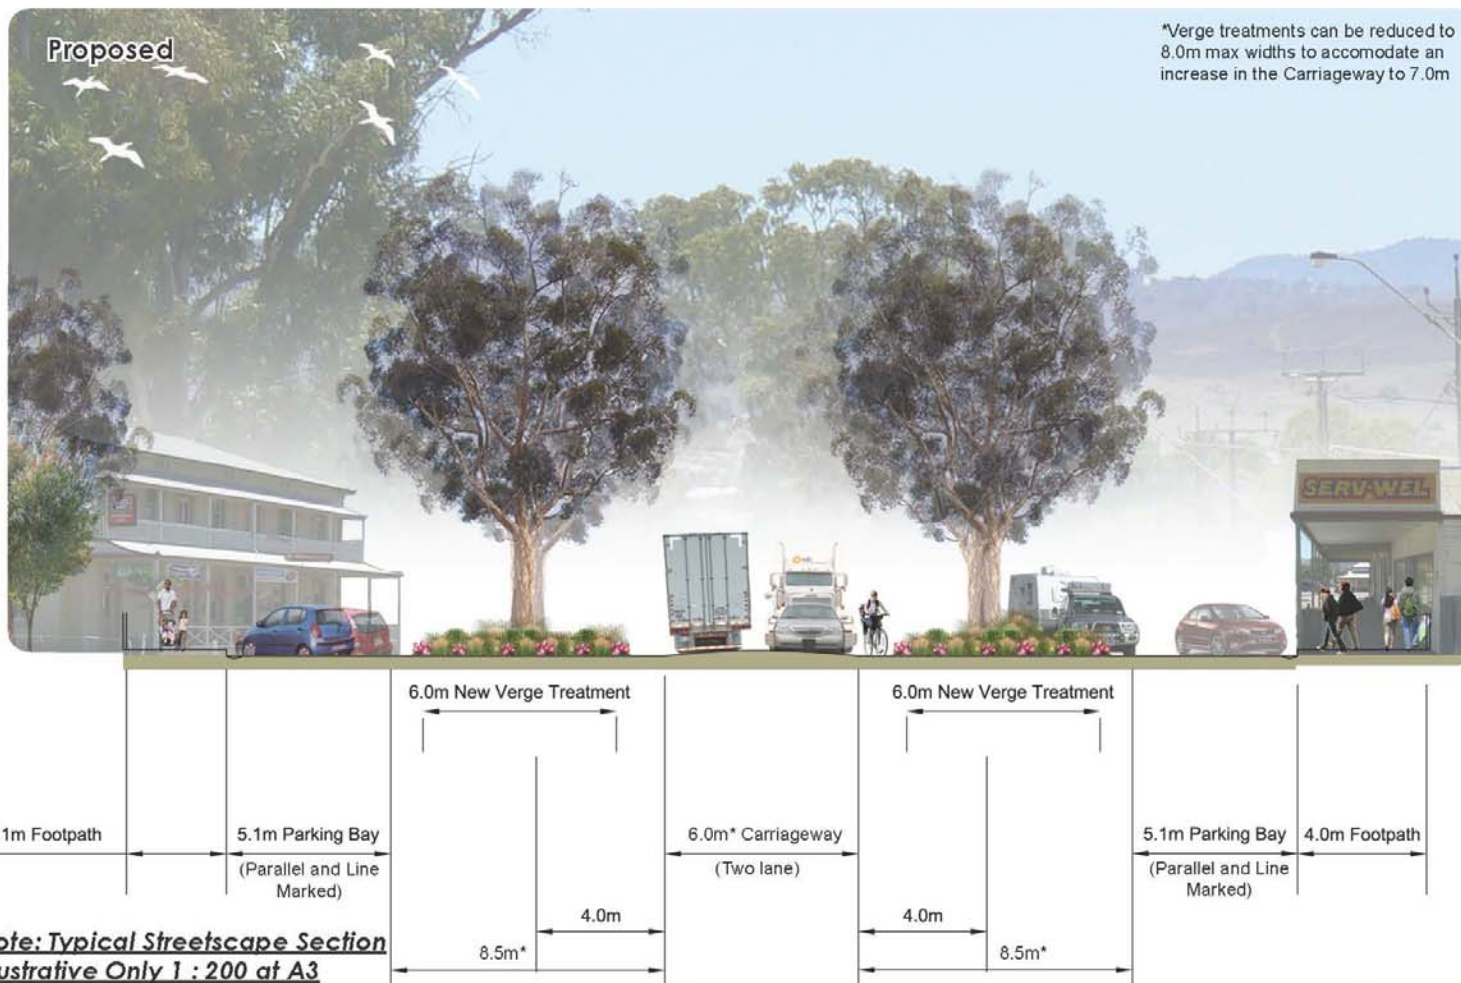 Proposed
*Verge treatments can be reduced to
8.0m max widths to accomodate an
increase in the Carriageway to 7.0m
SERV-WEL
6.0m New Verge Treatment
6.0m New Verge Treatment
1m Footpath
5.1m Parking Bay
(Parallel and Line
Marked)
6.0m* Carriageway
(Two lane)
5.1m Parking Bay
(Parallel and Line
Marked)
4.0m Footpath
4.0m
4.0m
8.5m*
8.5m*
ote: Typical Streetscape Section
ustrative Only 1 : 200 at A3